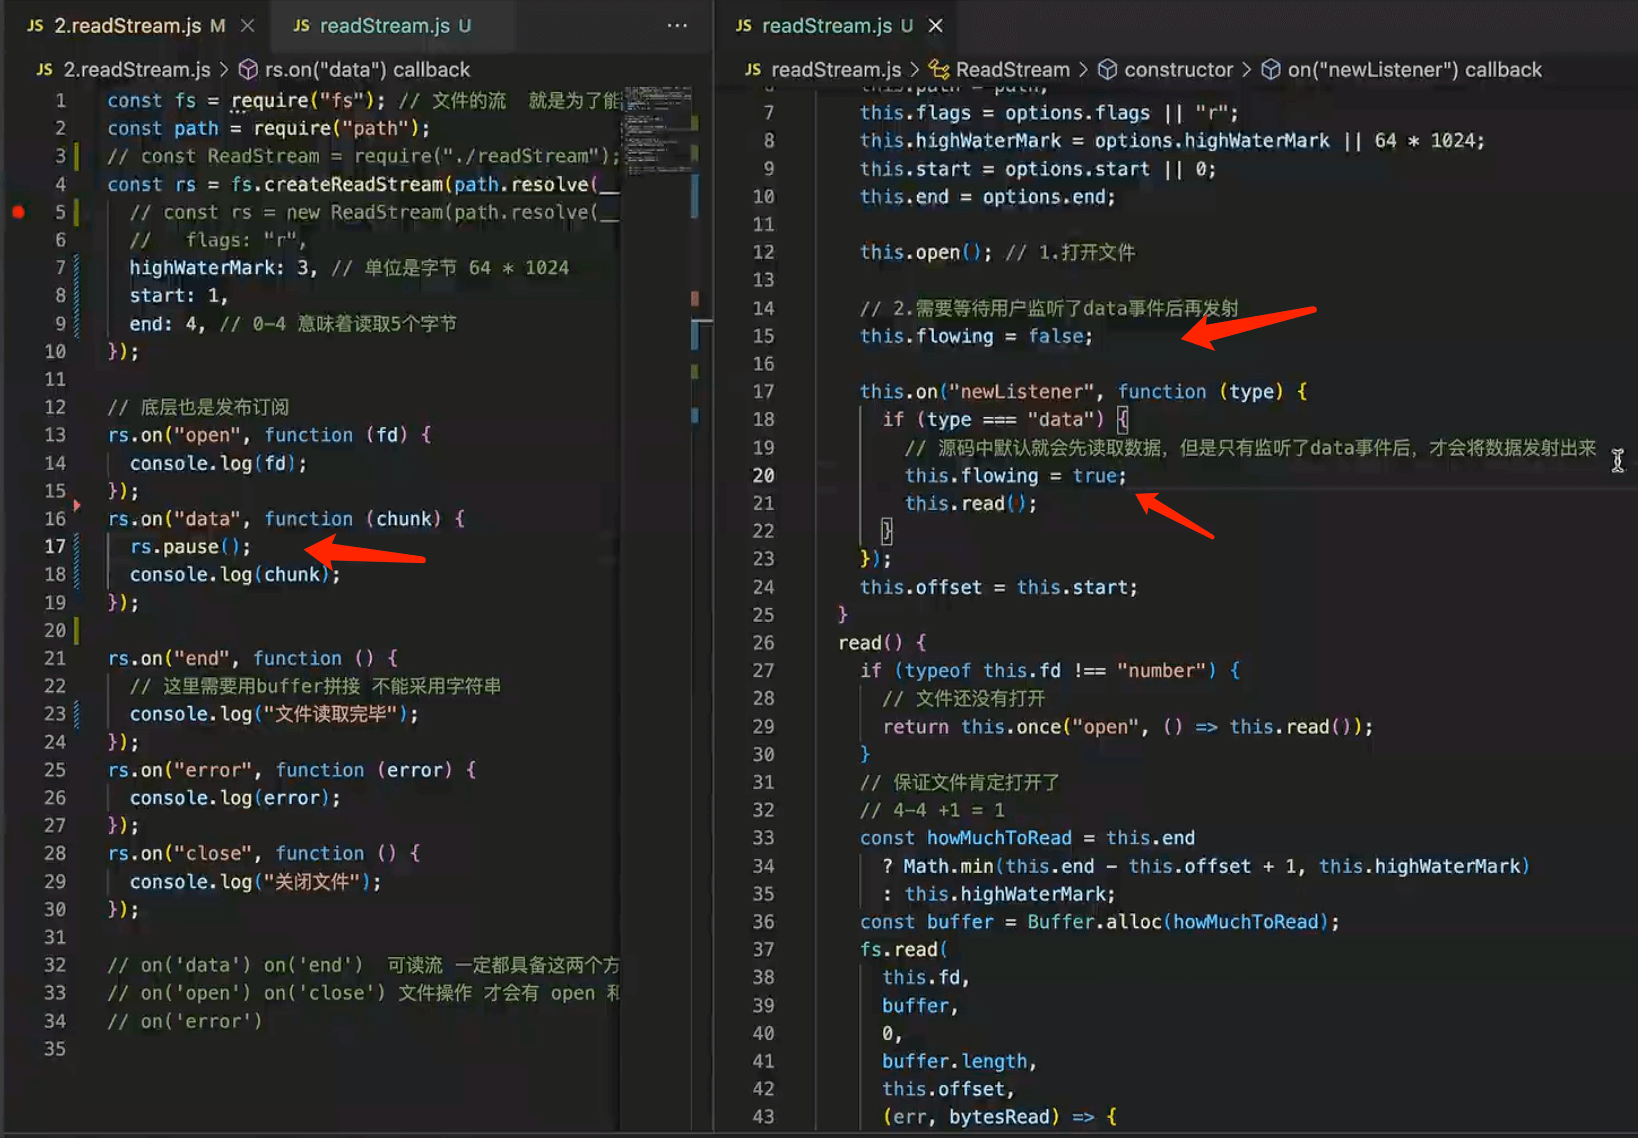 JS 2.readStream.js M ×
JS readStream.js U
···
JS 2.readStream.js > rs.on("data") callback
1 const fs = require("fs"); // 文件的流 就是为了能
2 const path = require("path");
3 // const ReadStream = require("./readStream");
4 const rs = fs.createReadStream(path.resolve(__
5 // const rs = new ReadStream(path.resolve(__
6 // flags: "r",
7 highWaterMark: 3, // 单位是字节 64 * 1024
8 start: 1,
9 end: 4, // 0-4 意味着读取5个字节
10 });
11
12 // 底层也是发布订阅
13 rs.on("open", function (fd) {
14 console.log(fd);
15 });
16 rs.on("data", function (chunk) {
17 rs.pause();
18 console.log(chunk);
19 });
20
21 rs.on("end", function () {
22 // 这里需要用buffer拼接 不能采用字符串
23 console.log("文件读取完毕");
24 });
25 rs.on("error", function (error) {
26 console.log(error);
27 });
28 rs.on("close", function () {
29 console.log("关闭文件");
30 });
31
32 // on('data') on('end') 可读流 一定都具备这两个方
33 // on('open') on('close') 文件操作 才会有 open 和
34 // on('error')
35
JS readStream.js U ×
JS readStream.js > ReadStream > constructor > on("newListener") callback
6 this.path = path;
7 this.flags = options.flags || "r";
8 this.highWaterMark = options.highWaterMark || 64 * 1024;
9 this.start = options.start || 0;
10 this.end = options.end;
11
12 this.open(); // 1.打开文件
13
14 // 2.需要等待用户监听了data事件后再发射
15 this.flowing = false;
16
17 this.on("newListener", function (type) {
18 if (type === "data") {
19 // 源码中默认就会先读取数据，但是只有监听了data事件后，才会将数据发射出来
20 this.flowing = true;
21 this.read();
22 }
23 });
24 this.offset = this.start;
25 }
26 read() {
27 if (typeof this.fd !== "number") {
28 // 文件还没有打开
29 return this.once("open", () => this.read());
30 }
31 // 保证文件肯定打开了
32 // 4-4 +1 = 1
33 const howMuchToRead = this.end
34 ? Math.min(this.end - this.offset + 1, this.highWaterMark)
35 : this.highWaterMark;
36 const buffer = Buffer.alloc(howMuchToRead);
37 fs.read(
38 this.fd,
39 buffer,
40 0,
41 buffer.length,
42 this.offset,
43 (err, bytesRead) => {